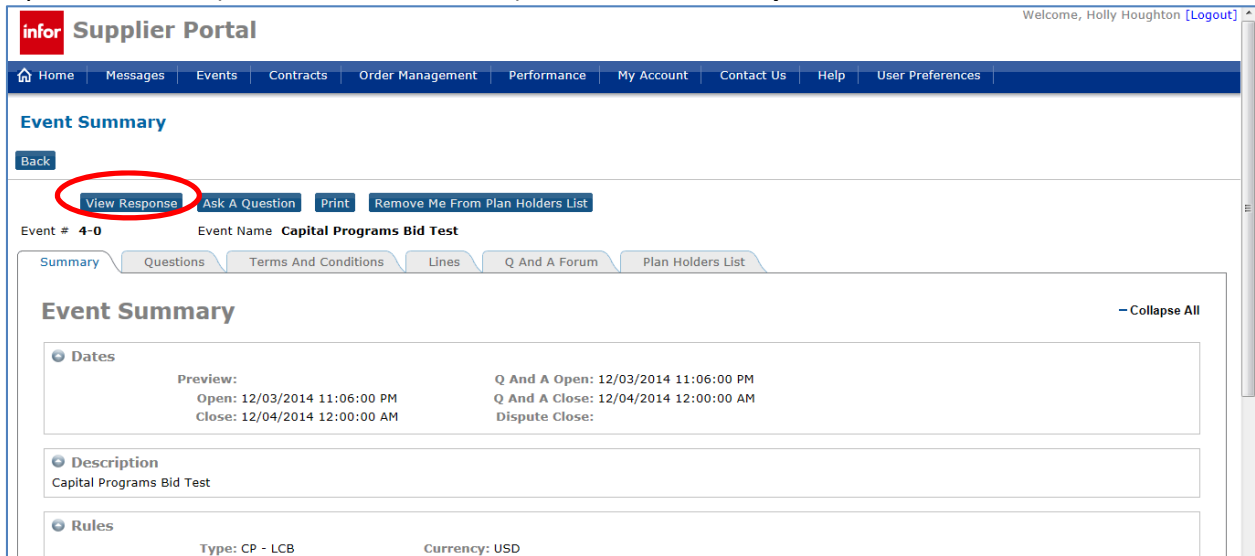 Welcome, Holly Houghton [Logout]
infor Supplier Portal
Home Messages Events Contracts Order Management Performance My Account Contact Us Help User Preferences
Event Summary
Back
View Response Ask A Question Print Remove Me From Plan Holders List
Event # 4-0 Event Name Capital Programs Bid Test
Summary Questions Terms And Conditions Lines Q And A Forum Plan Holders List
Event Summary
Collapse All
Dates
Preview: Q And A Open: 12/03/2014 11:06:00 PM
Open: 12/03/2014 11:06:00 PM Q And A Close: 12/04/2014 12:00:00 AM
Close: 12/04/2014 12:00:00 AM Dispute Close:
Description
Capital Programs Bid Test
Rules
Type: CP - LCB Currency: USD